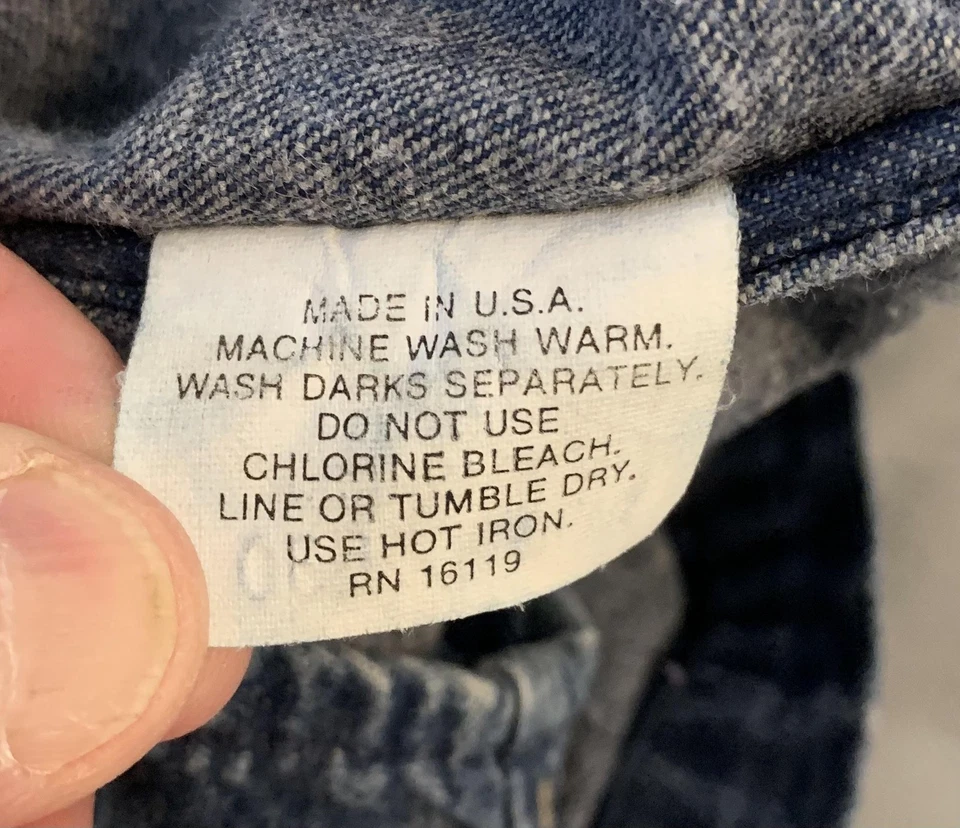 MADE IN U.S.A.
MACHINE WASH WARM.
WASH DARKS SEPARATELY.
DO NOT USE
CHLORINE BLEACH.
LINE OR TUMBLE DRY.
USE HOT IRON.
RN 16119